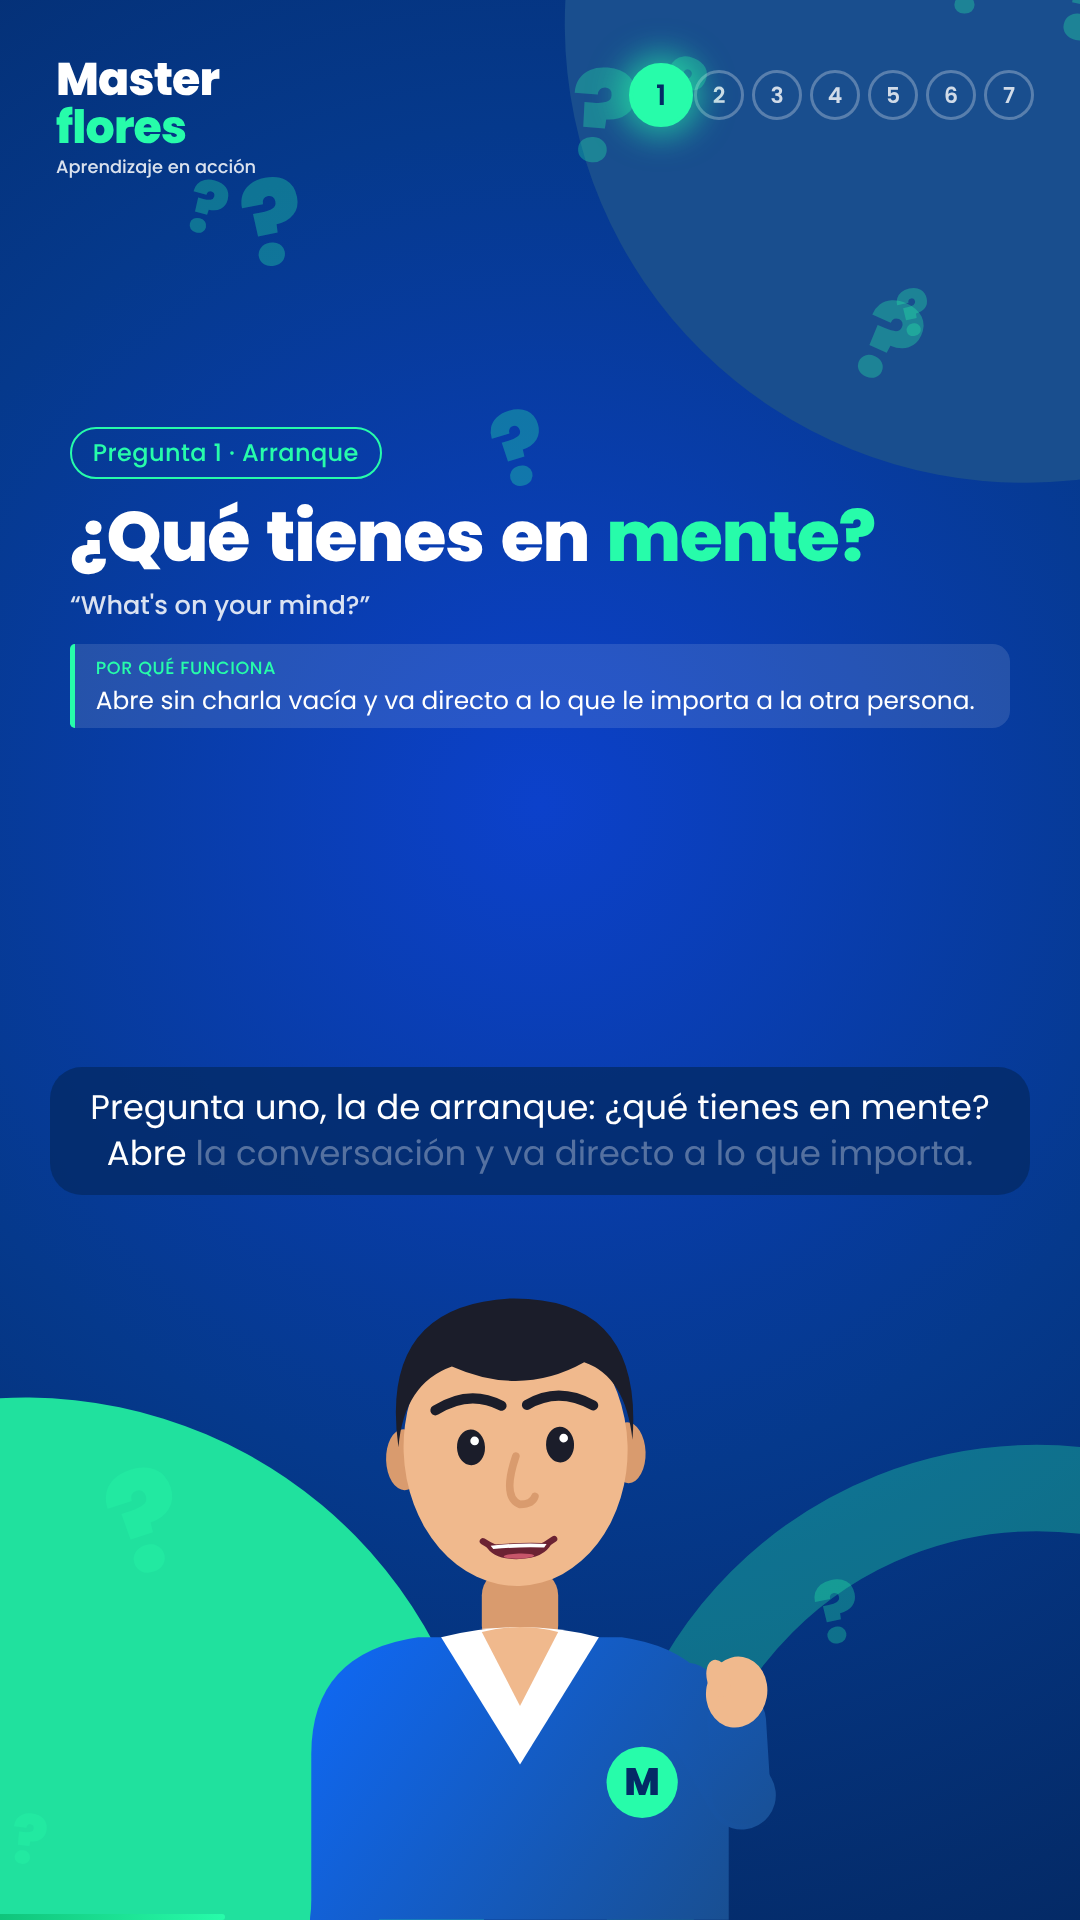 Master
flores
Aprendizaje en acción
1 2 3 4 5 6 7
Pregunta 1 · Arranque
¿Qué tienes en mente?
“What's on your mind?”
POR QUÉ FUNCIONA
Abre sin charla vacía y va directo a lo que le importa a la otra persona.
Pregunta uno, la de arranque: ¿qué tienes en mente?
Abre la conversación y va directo a lo que importa.
M